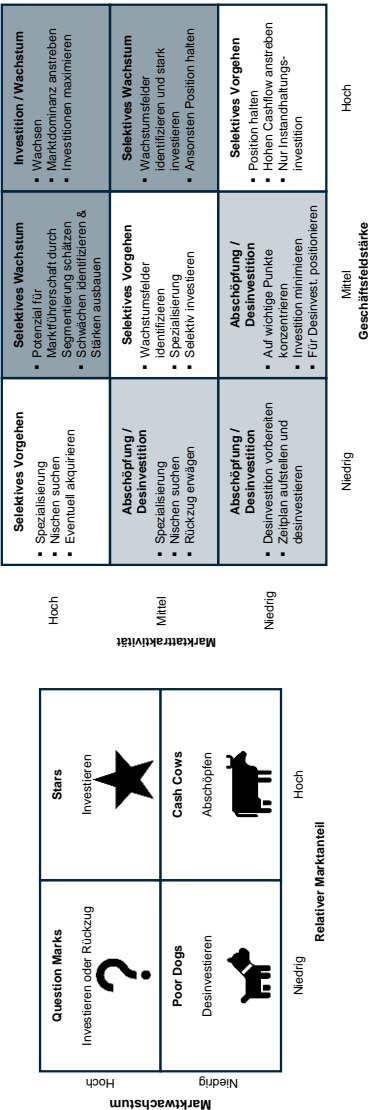 Marktwachstum
Hoch
Niedrig
Question Marks
Investieren oder Rückzug
Stars
Investieren
Poor Dogs
Desinvestieren
Cash Cows
Abschöpfen
Niedrig
Hoch
Relativer Marktanteil
Marktattraktivität
Hoch
Mittel
Niedrig
Selektives Vorgehen
▪ Spezialisierung
▪ Nischen suchen
▪ Eventuell akquirieren
Selektives Wachstum
▪ Potenzial für
Marktführerschaft durch
Segmentierung schätzen
▪ Schwächen identifizieren &
Stärken ausbauen
Investition / Wachstum
▪ Wachsen
▪ Marktdominanz anstreben
▪ Investitionen maximieren
Abschöpfung /
Desinvestition
▪ Spezialisierung
▪ Nischen suchen
▪ Rückzug erwägen
Selektives Vorgehen
▪ Wachstumsfelder
identifizieren
▪ Spezialisierung
▪ Selektiv investieren
Selektives Wachstum
▪ Wachstumsfelder
identifizieren und stark
investieren
▪ Ansonsten Position halten
Abschöpfung /
Desinvestition
▪ Desinvestition vorbereiten
▪ Zeitplan aufstellen und
desinvestieren
Abschöpfung /
Desinvestition
▪ Auf wichtige Punkte
konzentrieren
▪ Investition minimieren
▪ Für Desinvest. positionieren
Selektives Vorgehen
▪ Position halten
▪ Hohen Cashflow anstreben
▪ Nur Instandhaltungs-
investition
Niedrig
Mittel
Hoch
Geschäftsfeldstärke